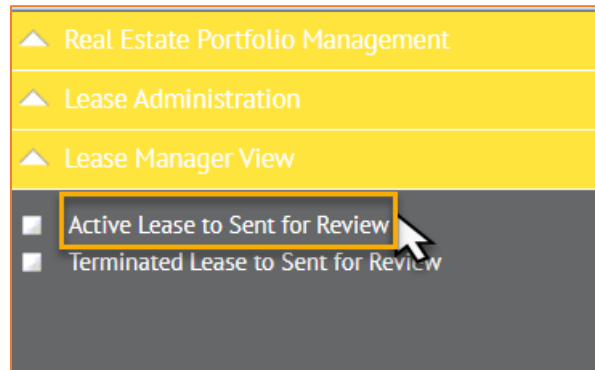 Real Estate Portfolio Management
Lease Administration
Lease Manager View
Active Lease to Sent for Review
Terminated Lease to Sent for Review